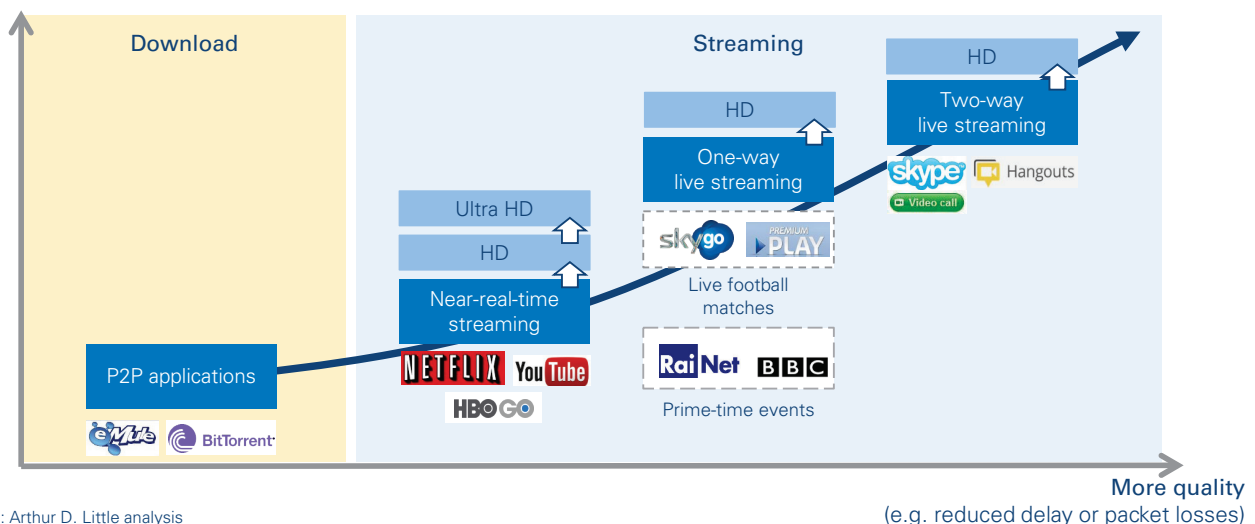 Download
Streaming
HD
Two-way
live streaming
skype
Video call
Hangouts
HD
One-way
live streaming
sky go
PREMIUM
PLAY
Live football
matches
Rai Net
BBC
Prime-time events
Ultra HD
HD
Near-real-time
streaming
NETFLIX
YouTube
HBO GO
P2P applications
eMule
BitTorrent
More quality
(e.g. reduced delay or packet losses)
: Arthur D. Little analysis